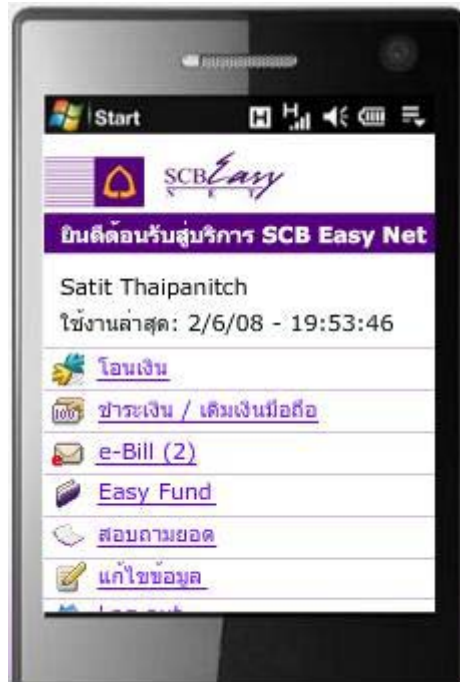 Start
SCB Easy
NET
ยินดีต้อนรับสู่บริการ SCB Easy Net
Satit Thaipanitch
ใช้งานล่าสุด: 2/6/08 - 19:53:46
โอนเงิน
ชำระเงิน / เติมเงินมือถือ
e-Bill (2)
Easy Fund
สอบถามยอด
แก้ไขข้อมูล
Log out